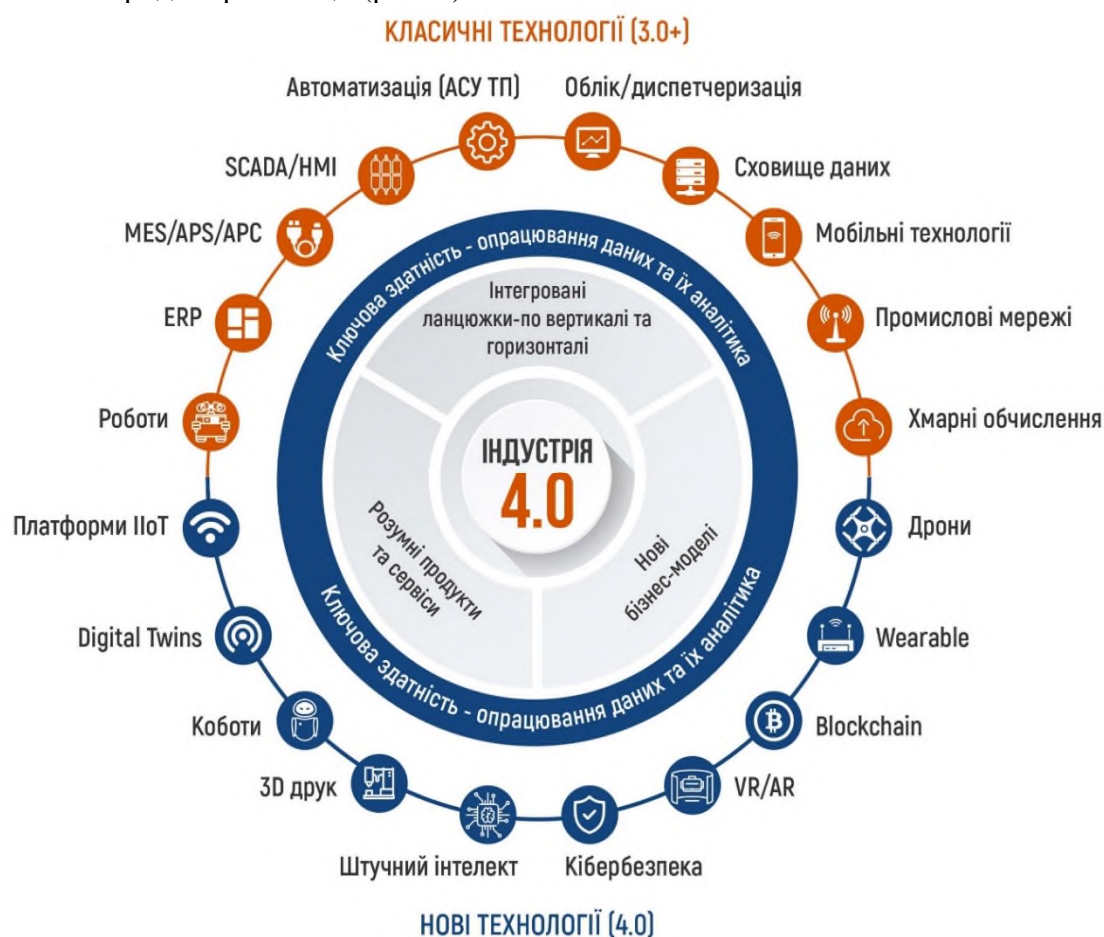 КЛАСИЧНІ ТЕХНОЛОГІЇ (3.0+)
Автоматизація (АСУ ТП)
Облік/диспетчеризація
SCADA/HMI
Сховище даних
MES/APS/APC
Мобільні технології
ERP
Промислові мережі
Роботи
Хмарні обчислення
Ключова здатність - опрацювання даних та їх аналітика
Інтегровані
ланцюжки-по вертикалі та
горизонталі
ІНДУСТРІЯ
4.0
Розумні продукти
та сервіси
Нові
бізнес-моделі
Ключова здатність - опрацювання даних та їх аналітика
Платформи IIoT
Дрони
Digital Twins
Wearable
Коботи
Blockchain
3D друк
VR/AR
Штучний інтелект
Кібербезпека
НОВІ ТЕХНОЛОГІЇ (4.0)